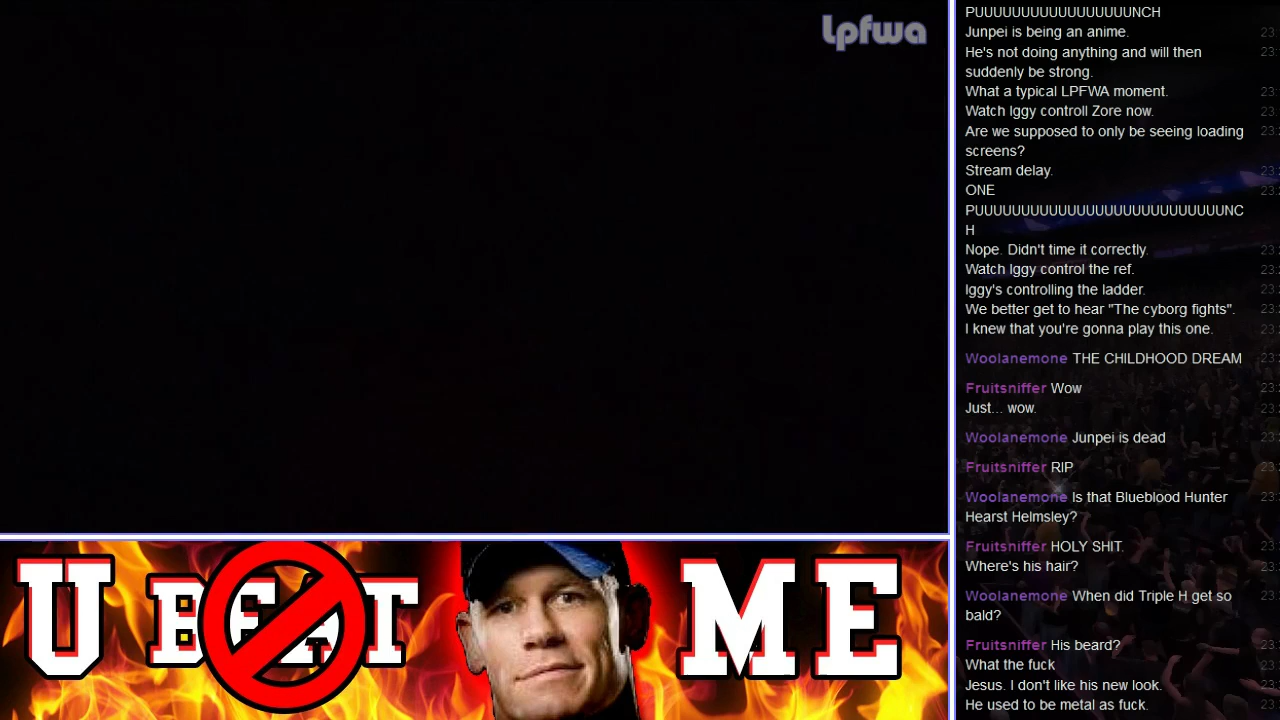 lpfwa
PUUUUUUUUUUUUUUUUUNCH
Junpei is being an anime.
He's not doing anything and will then
suddenly be strong.
What a typical LPFWA moment.
Watch Iggy controll Zore now.
Are we supposed to only be seeing loading
screens?
Stream delay.
ONE
PUUUUUUUUUUUUUUUUUUUUUUUUUUUNC
H
Nope. Didn't time it correctly.
Watch Iggy control the ref.
Iggy's controlling the ladder.
We better get to hear "The cyborg fights".
I knew that you're gonna play this one.
Woolanemone THE CHILDHOOD DREAM
Fruitsniffer Wow
Just... wow.
Woolanemone Junpei is dead
Fruitsniffer RIP
Woolanemone Is that Blueblood Hunter
Hearst Helmsley?
Fruitsniffer HOLY SHIT.
Where's his hair?
Woolanemone When did Triple H get so
bald?
Fruitsniffer His beard?
What the fuck
Jesus. I don't like his new look.
He used to be metal as fuck.
U BEAT ME